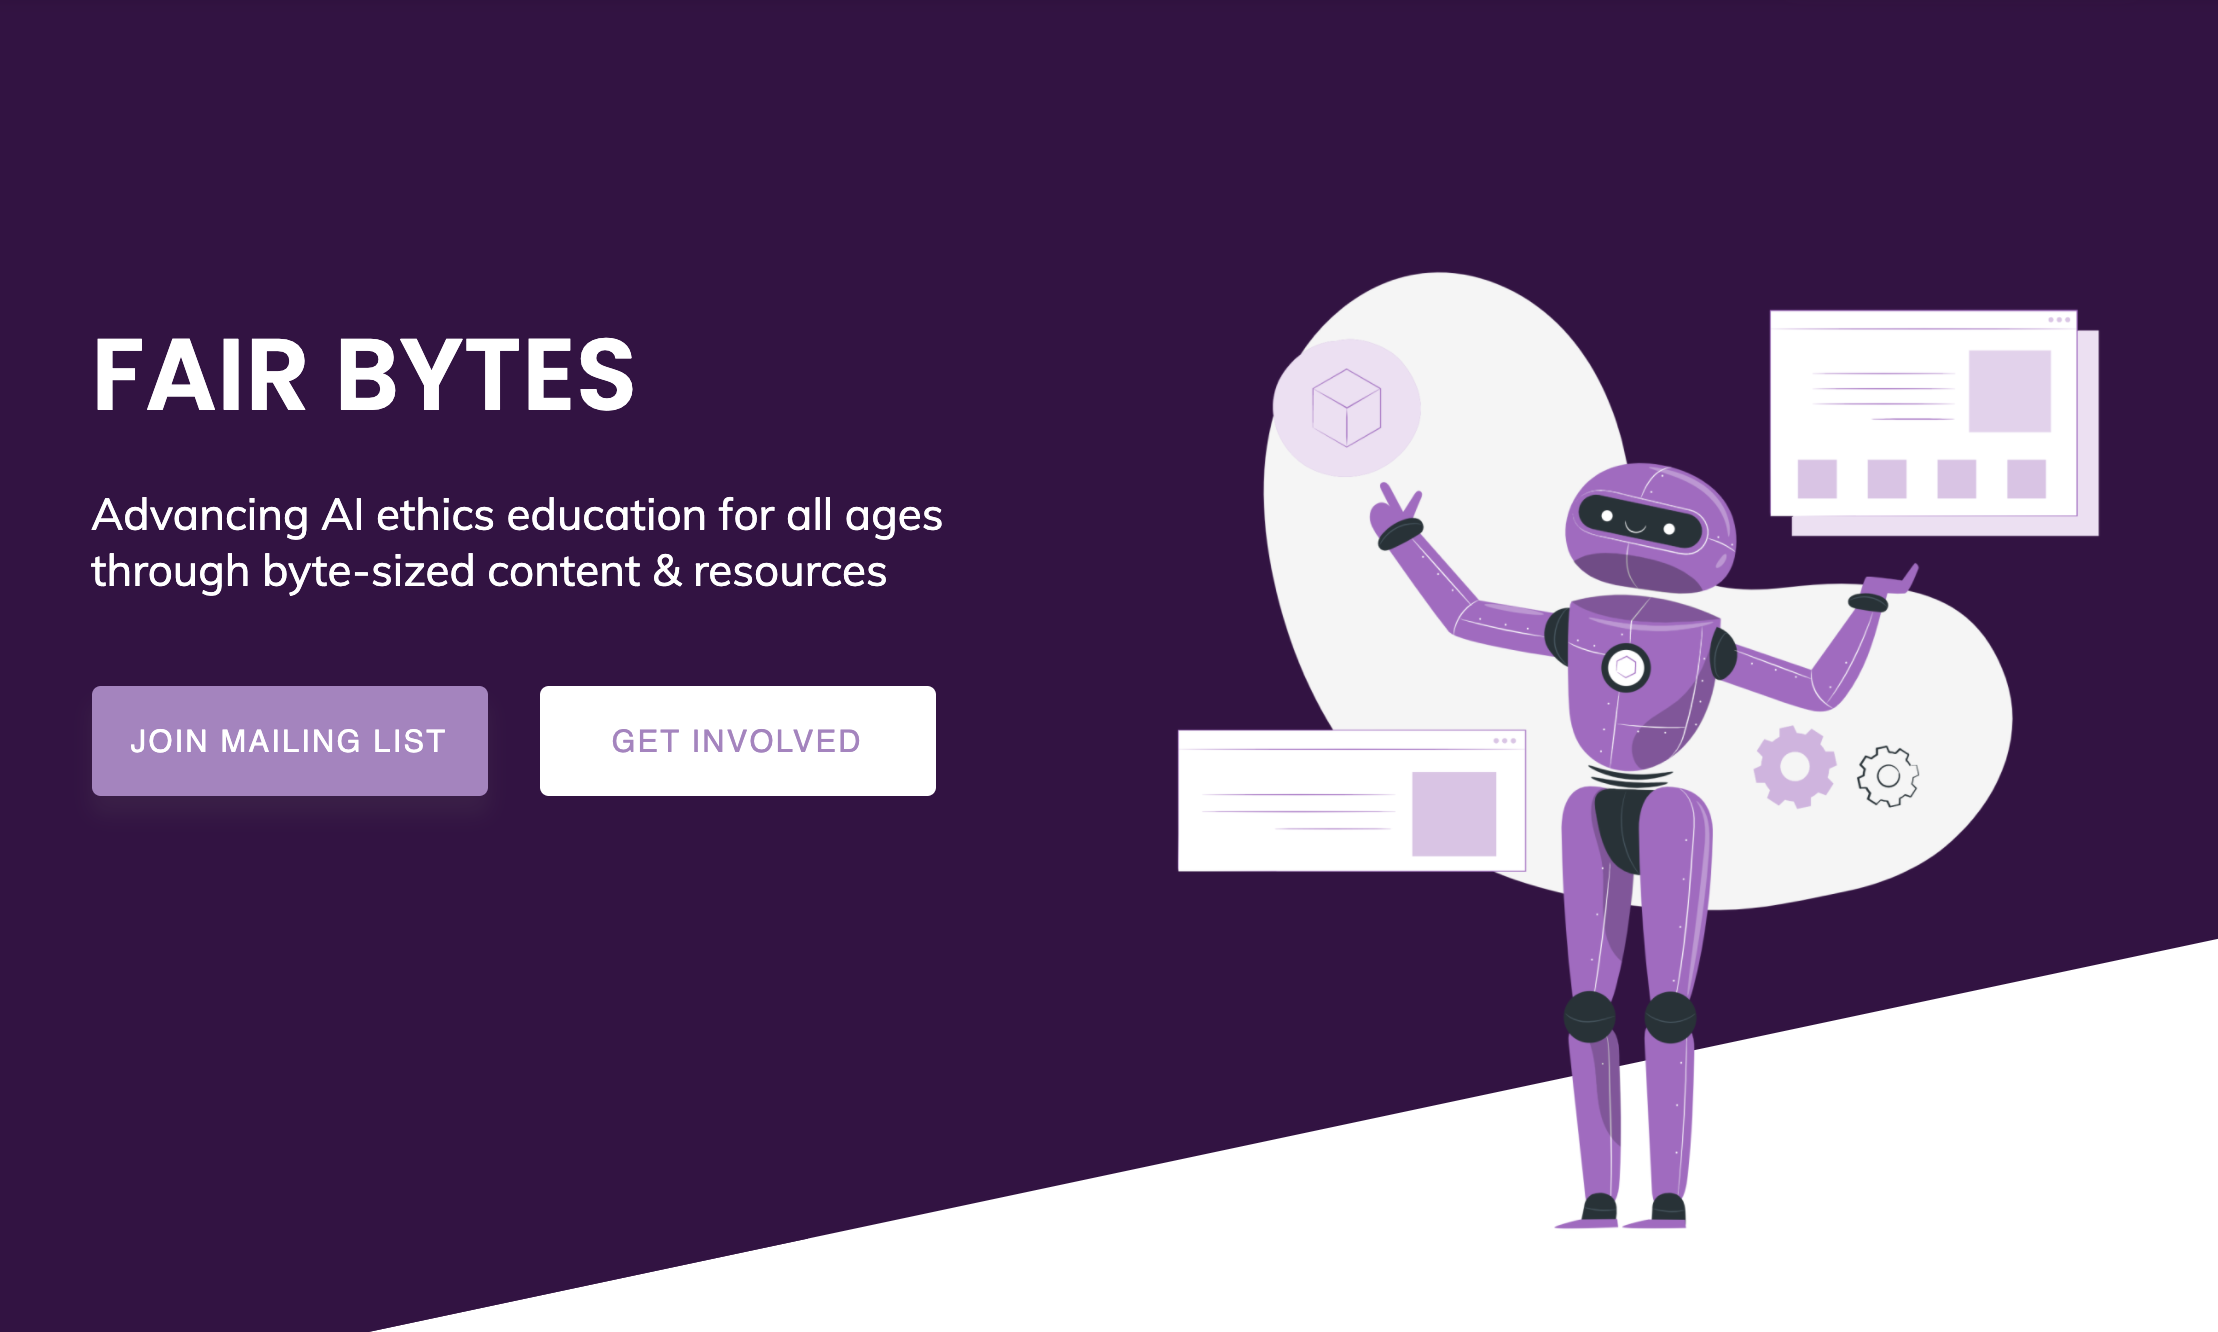 FAIR BYTES
Advancing AI ethics education for all ages
through byte-sized content & resources
JOIN MAILING LIST
GET INVOLVED